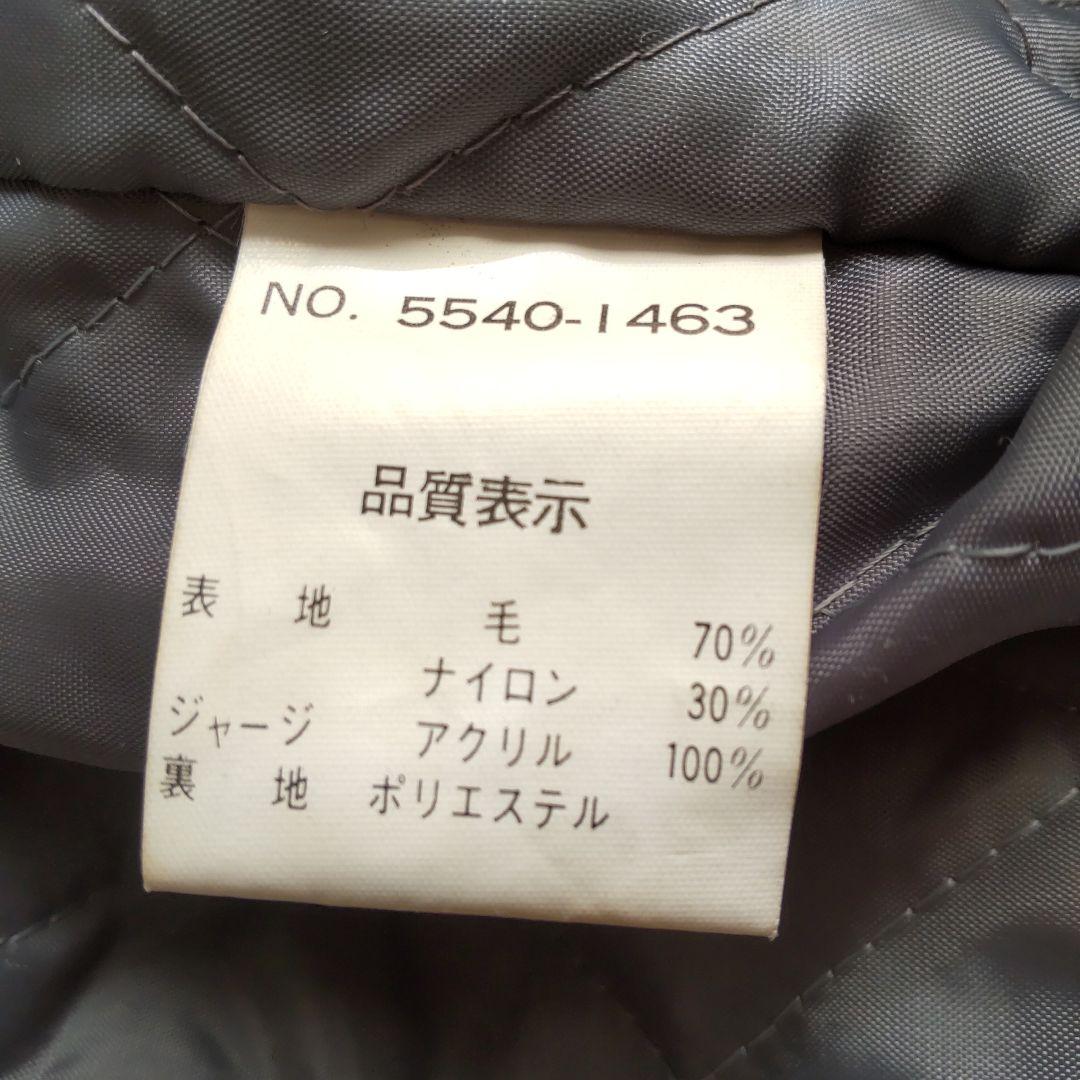 NO. 5540-1463
品質表示
表 地 毛 70%
ナイロン 30%
ジャージ アクリル 100%
裏 地 ポリエステル